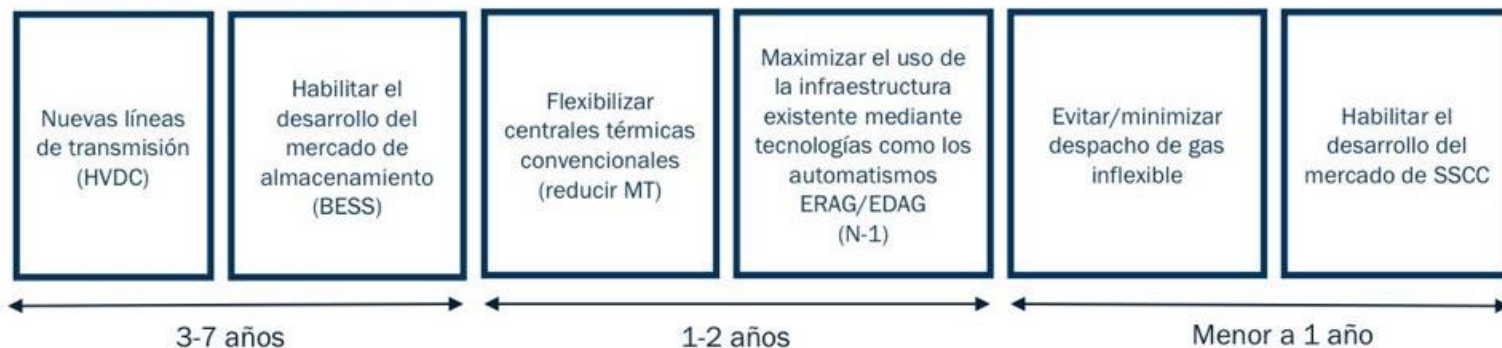 Nuevas líneas
de transmisión
(HVDC)
Habilitar el
desarrollo del
mercado de
almacenamiento
(BESS)
Flexibilizar
centrales térmicas
convencionales
(reducir MT)
Maximizar el uso de
la infraestructura
existente mediante
tecnologías como los
automatismos
ERAG/EDAG
(N-1)
Evitar/minimizar
despacho de gas
inflexible
Habilitar el
desarrollo del
mercado de SSCC
3-7 años
1-2 años
Menor a 1 año